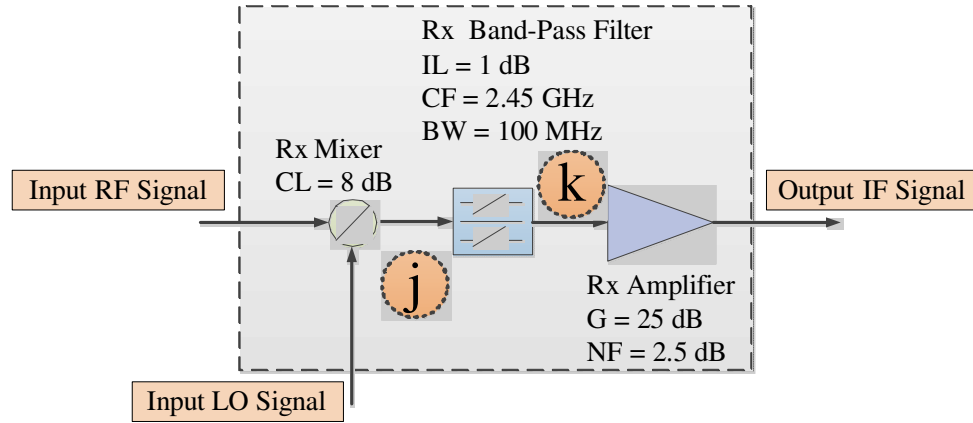 Rx Band-Pass Filter
IL = 1 dB
CF = 2.45 GHz
BW = 100 MHz
Rx Mixer
CL = 8 dB
k
Input RF Signal
Output IF Signal
j
Rx Amplifier
G = 25 dB
NF = 2.5 dB
Input LO Signal